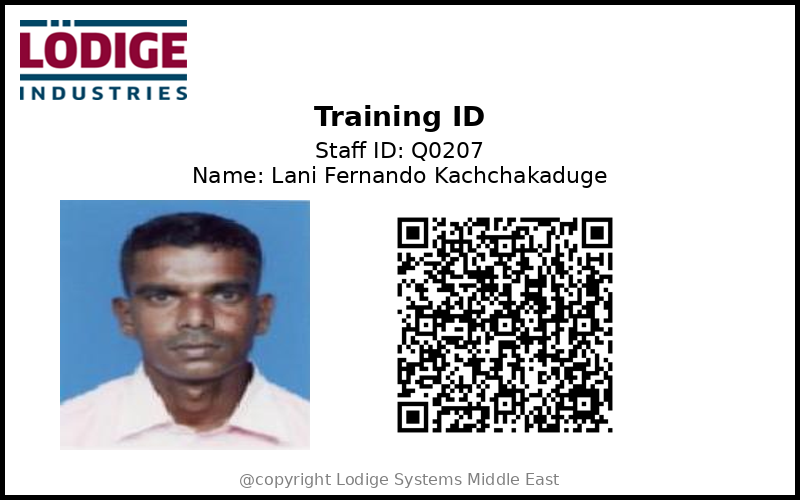 LÖDIGE
INDUSTRIES
Training ID
Staff ID: Q0207
Name: Lani Fernando Kachchakaduge
@copyright Lodige Systems Middle East